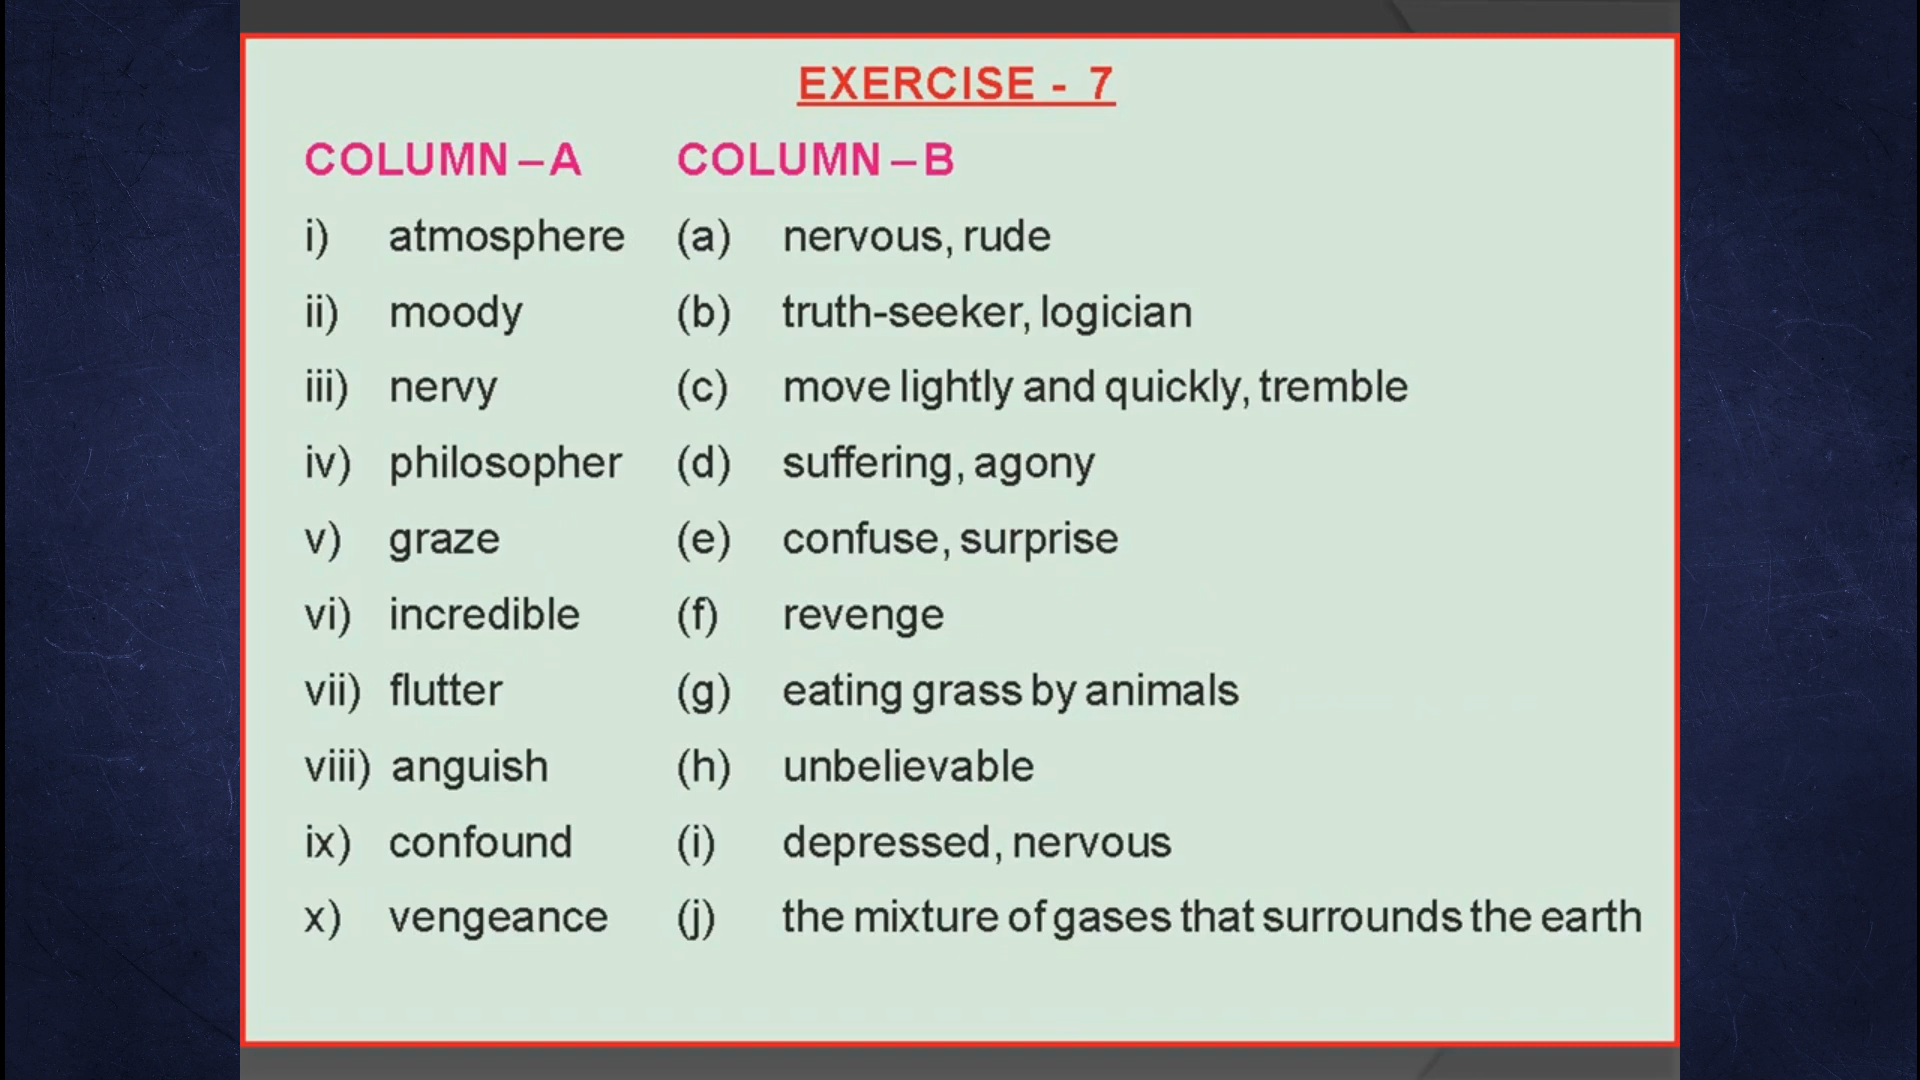 EXERCISE - 7
COLUMN – A COLUMN – B
i) atmosphere (a) nervous, rude
ii) moody (b) truth-seeker, logician
iii) nervy (c) move lightly and quickly, tremble
iv) philosopher (d) suffering, agony
v) graze (e) confuse, surprise
vi) incredible (f) revenge
vii) flutter (g) eating grass by animals
viii) anguish (h) unbelievable
ix) confound (i) depressed, nervous
x) vengeance (j) the mixture of gases that surrounds the earth